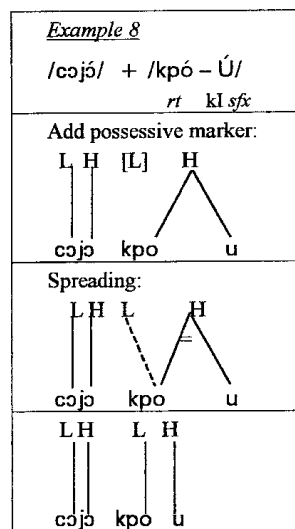 Example 8
/cɔjɔ́/ + /kpó – Ú/
rt kI sfx
Add possessive marker:
L H [L] H
cɔjɔ kpo u
Spreading:
L H L H
cɔjɔ kpo u
L H L H
cɔjɔ kpo u